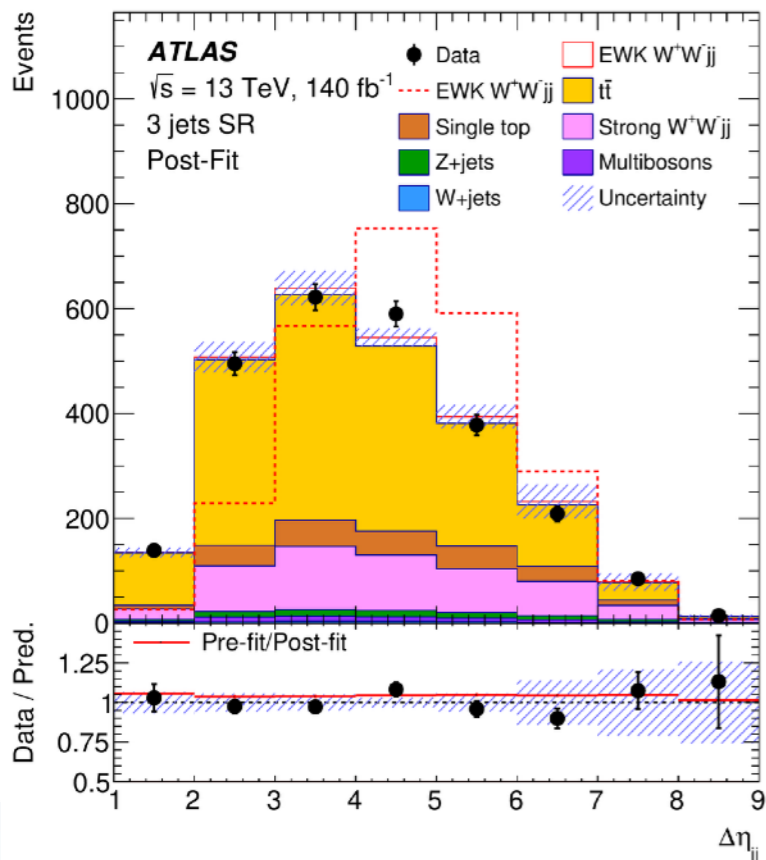 Events
ATLAS
√s = 13 TeV, 140 fb⁻¹
3 jets SR
Post-Fit
Data
EWK W⁺W⁻jj
EWK W⁺W⁻jj
tt̄
Single top
Strong W⁺W⁻jj
Z+jets
Multibosons
W+jets
Uncertainty
1000
800
600
400
200
0
Data / Pred.
Pre-fit/Post-fit
1.25
1
0.75
0.5
1 2 3 4 5 6 7 8 9
Δη_jj